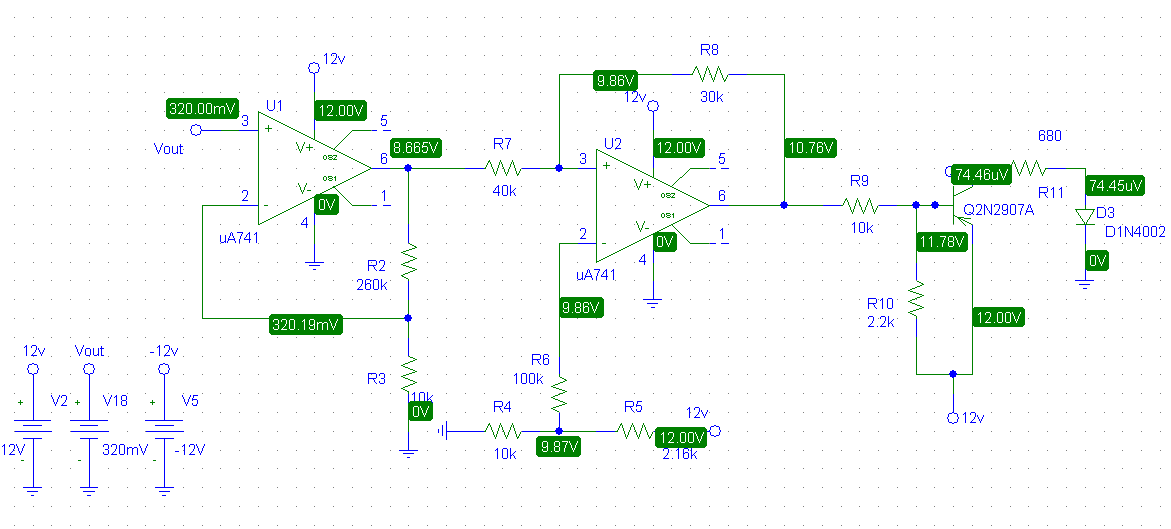 12v
R8
30k
9.86V
12v
320.00mV
U1
12.00V
3
+
5
Vout
V+
OS2
8.665V
6
OS1
V-
2
-
0V
1
4
uA741
R7
40k
U2
12.00V
10.76V
3
+
5
V+
OS2
6
OS1
V-
2
-
0V
1
4
uA741
R9
10k
680
74.46uV
R11
74.45uV
Q2N2907A
D3
D1N4002
0V
11.78V
R10
2.2k
12.00V
12v
R2
260k
320.19mV
9.86V
R3
10k
0V
R6
100k
R4
10k
9.87V
R5
12v
12.00V
2.16k
12v
Vout
-12v
+
V2
+
V18
+
V5
12V
320mV
-12V
-
-
-